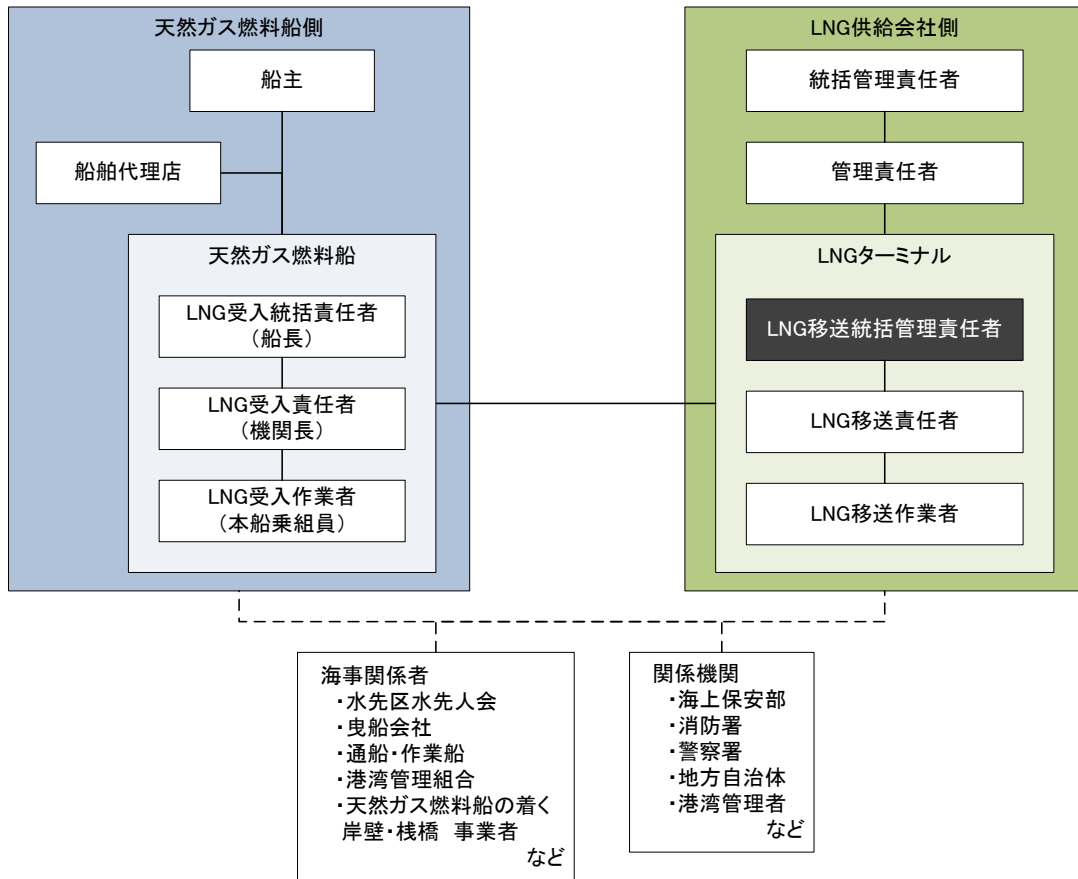 天然ガス燃料船側
船主
船舶代理店
天然ガス燃料船
LNG受入統括責任者
（船長）
LNG受入責任者
（機関長）
LNG受入作業者
（本船乗組員）
LNG供給会社側
統括管理責任者
管理責任者
LNGターミナル
LNG移送統括管理責任者
LNG移送責任者
LNG移送作業者
海事関係者
・水先区水先人会
・曳船会社
・通船・作業船
・港湾管理組合
・天然ガス燃料船の着く
岸壁・桟橋　事業者
など
関係機関
・海上保安部
・消防署
・警察署
・地方自治体
・港湾管理者
など